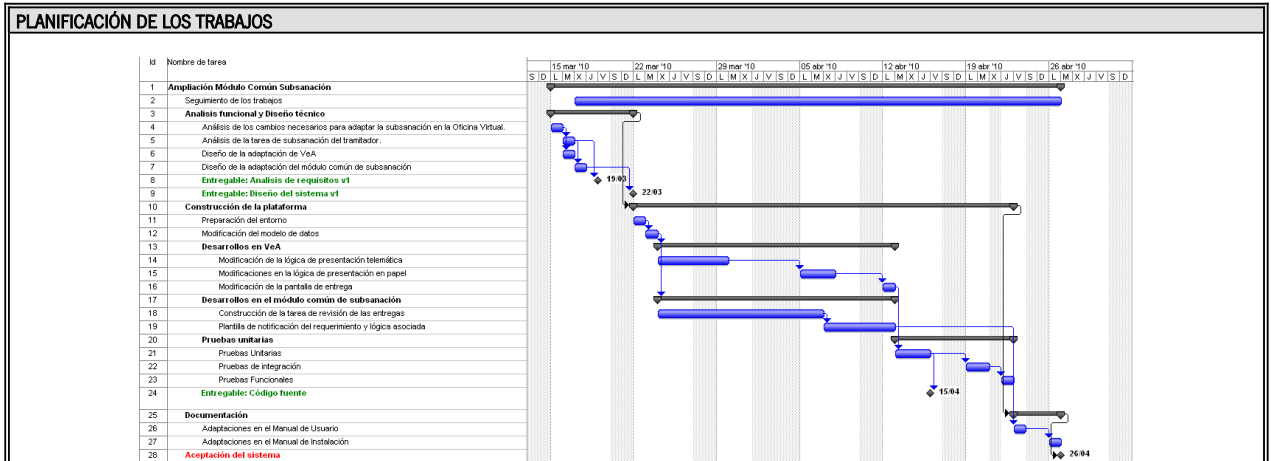 PLANIFICACIÓN DE LOS TRABAJOS
Id Nombre de tarea 15 mar '10 22 mar '10 29 mar '10 05 abr '10 12 abr '10 19 abr '10 26 abr '10
S D L M X J V S D L M X J V S D L M X J V S D L M X J V S D L M X J V S D L M X J V S D L M X J V S D
1 Ampliación Módulo Común Subsanación
2 Seguimiento de los trabajos
3 Analisis funcional y Diseño técnico
4 Análisis de los cambios necesarios para adaptar la subsanación en la Oficina Virtual.
5 Análisis de la tarea de subsanación del tramitador.
6 Diseño de la adaptación de VeA
7 Diseño de la adaptación del módulo común de subsanación
8 Entregable: Analisis de requisitos v1 19/03
9 Entregable: Diseño del sistema v1 22/03
10 Construcción de la plataforma
11 Preparación del entorno
12 Modificación del modelo de datos
13 Desarrollos en VeA
14 Modificación de la lógica de presentación telemática
15 Modificaciones en la lógica de presentación en papel
16 Modificación de la pantalla de entrega
17 Desarrollos en el módulo común de subsanación
18 Construcción de la tarea de revisión de las entregas
19 Plantilla de notificación del requerimiento y lógica asociada
20 Pruebas unitarias
21 Pruebas Unitarias
22 Pruebas de integración
23 Pruebas Funcionales
24 Entregable: Código fuente 15/04
25 Documentación
26 Adaptaciones en el Manual de Usuario
27 Adaptaciones en el Manual de Instalación
28 Aceptación del sistema 26/04